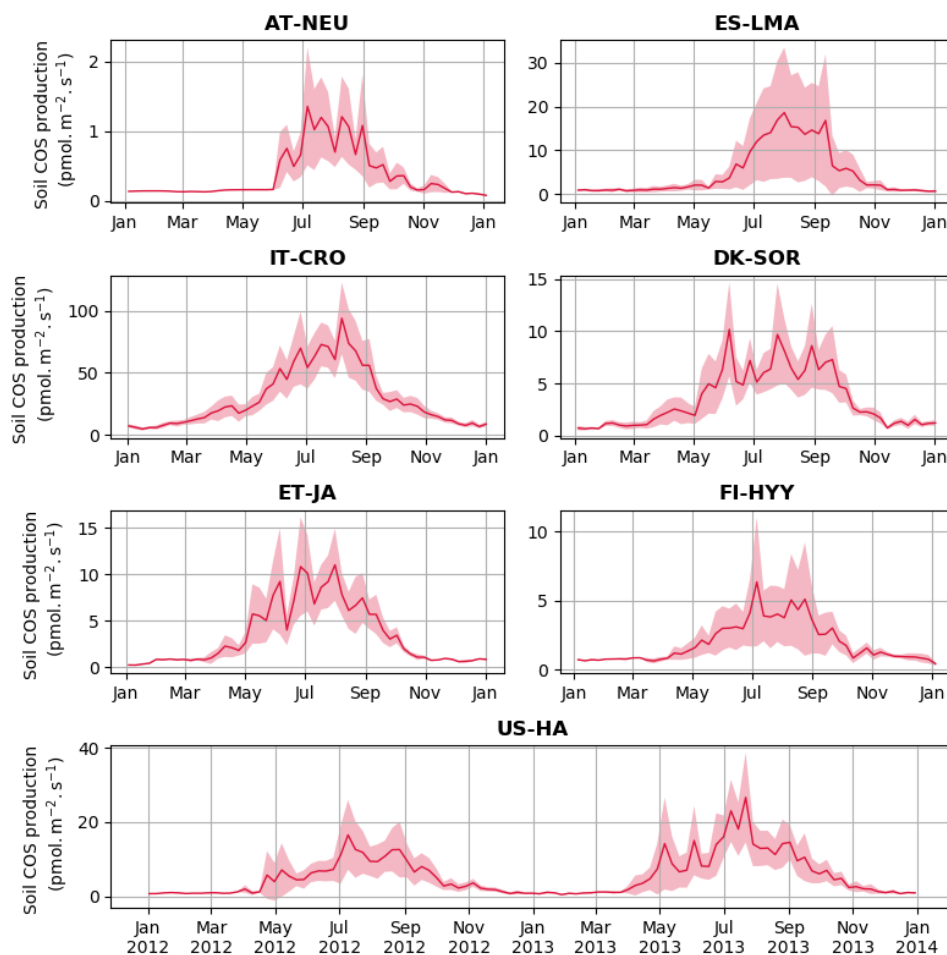 AT-NEU
ES-LMA
Soil COS production
(pmol. m⁻². s⁻¹)
2
1
0
Jan Mar May Jul Sep Nov Jan
30
20
10
0
Jan Mar May Jul Sep Nov Jan
IT-CRO
DK-SOR
Soil COS production
(pmol. m⁻². s⁻¹)
100
50
0
Jan Mar May Jul Sep Nov Jan
15
10
5
0
Jan Mar May Jul Sep Nov Jan
ET-JA
FI-HYY
Soil COS production
(pmol. m⁻². s⁻¹)
15
10
5
0
Jan Mar May Jul Sep Nov Jan
10
5
0
Jan Mar May Jul Sep Nov Jan
US-HA
Soil COS production
(pmol. m⁻². s⁻¹)
40
20
0
Jan Mar May Jul Sep Nov Jan Mar May Jul Sep Nov Jan
2012 2012 2012 2012 2012 2012 2013 2013 2013 2013 2013 2013 2014